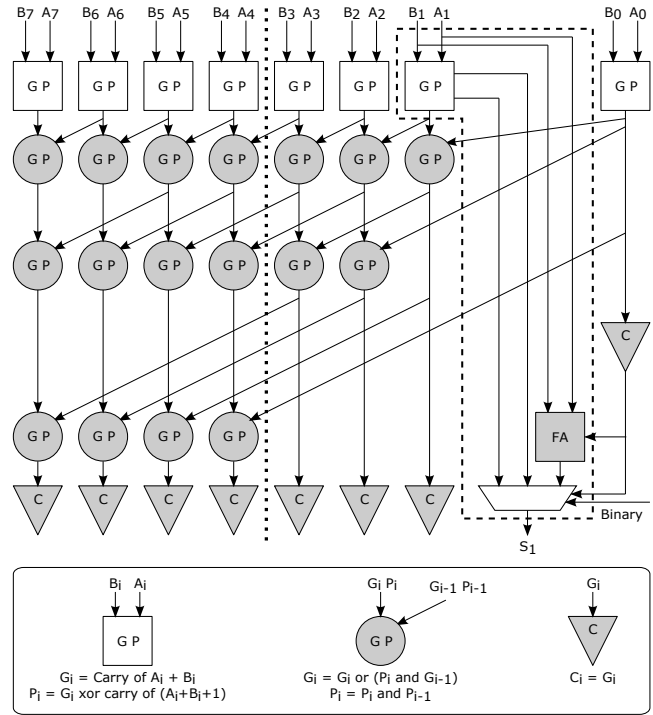 B7 A7 B6 A6 B5 A5 B4 A4 B3 A3 B2 A2 B1 A1 B0 A0
G P G P G P G P G P G P G P G P
G P G P G P G P G P G P G P
G P G P G P G P G P G P
C
G P G P G P G P FA
C C C C C C C
Binary
S1
Bi Ai Gi Pi Gi-1 Pi-1 Gi
G P G P C
Gi = Carry of Ai + Bi Gi = Gi or (Pi and Gi-1) Ci = Gi
Pi = Gi xor carry of (Ai+Bi+1) Pi = Pi and Pi-1